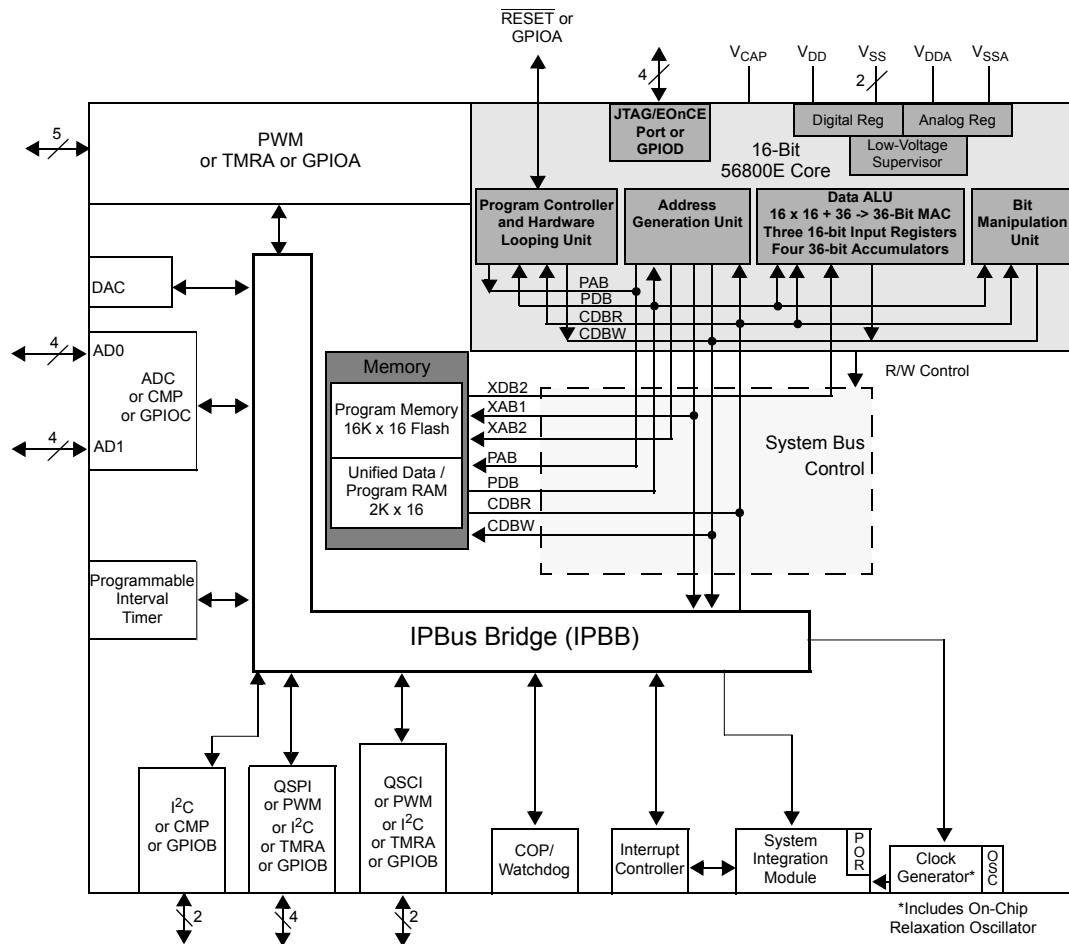 RESET or
GPIOA
4
VCAP
VDD
VSS
2
VDDA
VSSA
5
PWM
or TMRA or GPIOA
JTAG/EOnCE
Port or
GPIOD
Digital Reg
Analog Reg
Low-Voltage
Supervisor
16-Bit
56800E Core
Program Controller
and Hardware
Looping Unit
Address
Generation Unit
Data ALU
16 x 16 + 36 -> 36-Bit MAC
Three 16-bit Input Registers
Four 36-bit Accumulators
Bit
Manipulation
Unit
PAB
PDB
CDBR
CDBW
DAC
4
AD0
ADC
or CMP
or GPIOC
4
AD1
Memory
Program Memory
16K x 16 Flash
Unified Data /
Program RAM
2K x 16
XDB2
XAB1
XAB2
PAB
PDB
CDBR
CDBW
R/W Control
System Bus
Control
Programmable
Interval
Timer
IPBus Bridge (IPBB)
I2C
or CMP
or GPIOB
2
QSPI
or PWM
or I2C
or TMRA
or GPIOB
4
QSCI
or PWM
or I2C
or TMRA
or GPIOB
2
COP/
Watchdog
Interrupt
Controller
System
Integration
Module
POR
Clock
Generator*
OSC
*Includes On-Chip
Relaxation Oscillator